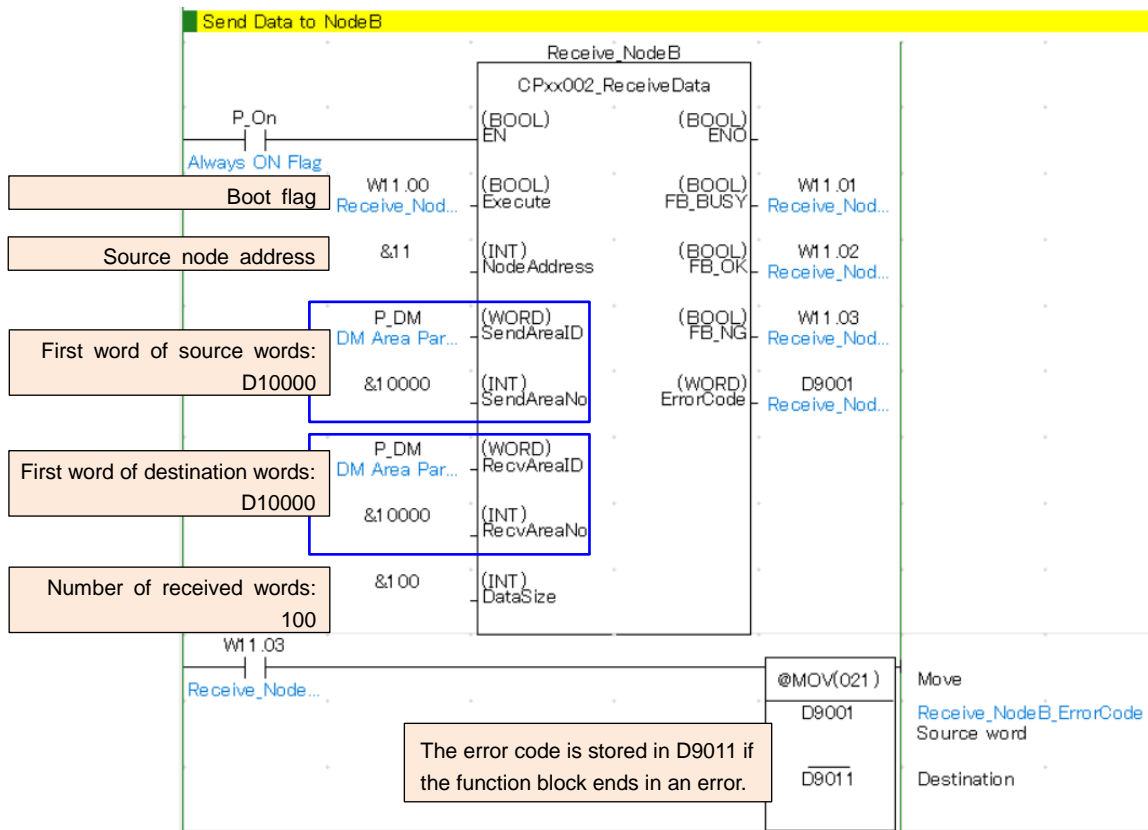 Send Data to NodeB
Receive_NodeB
CPxx002_ReceiveData
P_On
(BOOL)
EN
(BOOL)
ENO
Always ON Flag
Boot flag
W11.00
Receive_Nod...
(BOOL)
Execute
(BOOL)
FB_BUSY
W11.01
Receive_Nod...
Source node address
&11
(INT)
NodeAddress
(BOOL)
FB_OK
W11.02
Receive_Nod...
First word of source words:
D10000
P_DM
DM Area Par...
(WORD)
SendAreaID
(BOOL)
FB_NG
W11.03
Receive_Nod...
&10000
(INT)
SendAreaNo
(WORD)
ErrorCode
D9001
Receive_Nod...
First word of destination words:
D10000
P_DM
DM Area Par...
(WORD)
RecvAreaID
&10000
(INT)
RecvAreaNo
Number of received words:
100
&100
(INT)
DataSize
W11.03
Receive_Node...
@MOV(021)
Move
D9001
Receive_NodeB_ErrorCode
Source word
The error code is stored in D9011 if
the function block ends in an error.
D9011
Destination